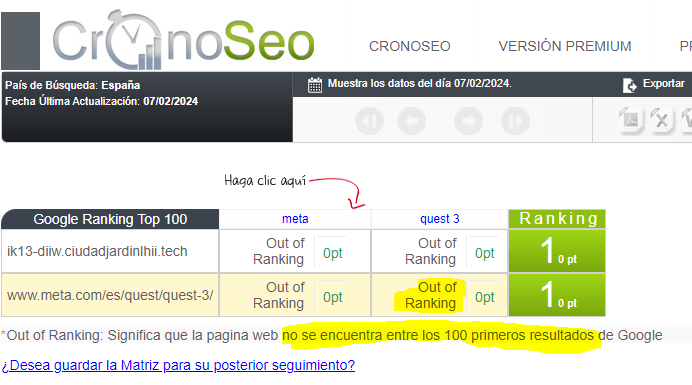 CronoSeo
CRONOSEO VERSIÓN PREMIUM
País de Búsqueda: España
Fecha Última Actualización: 07/02/2024
Muestra los datos del día 07/02/2024.
Exportar
Haga clic aquí
Google Ranking Top 100 meta quest 3 Ranking
ik13-diiw.ciudadjardinlhii.tech Out of Ranking 0pt Out of Ranking 0pt 1 0 pt
www.meta.com/es/quest/quest-3/ Out of Ranking 0pt Out of Ranking 0pt 1 0 pt
*Out of Ranking: Significa que la pagina web no se encuentra entre los 100 primeros resultados de Google
¿Desea guardar la Matriz para su posterior seguimiento?